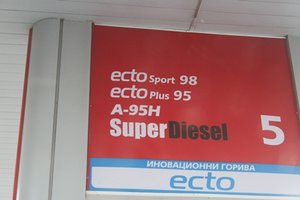 ecto Sport 98
ecto Plus 95
A-95H
SuperDiesel
5
ИНОВАЦИОННИ ГОРИВА
ecto